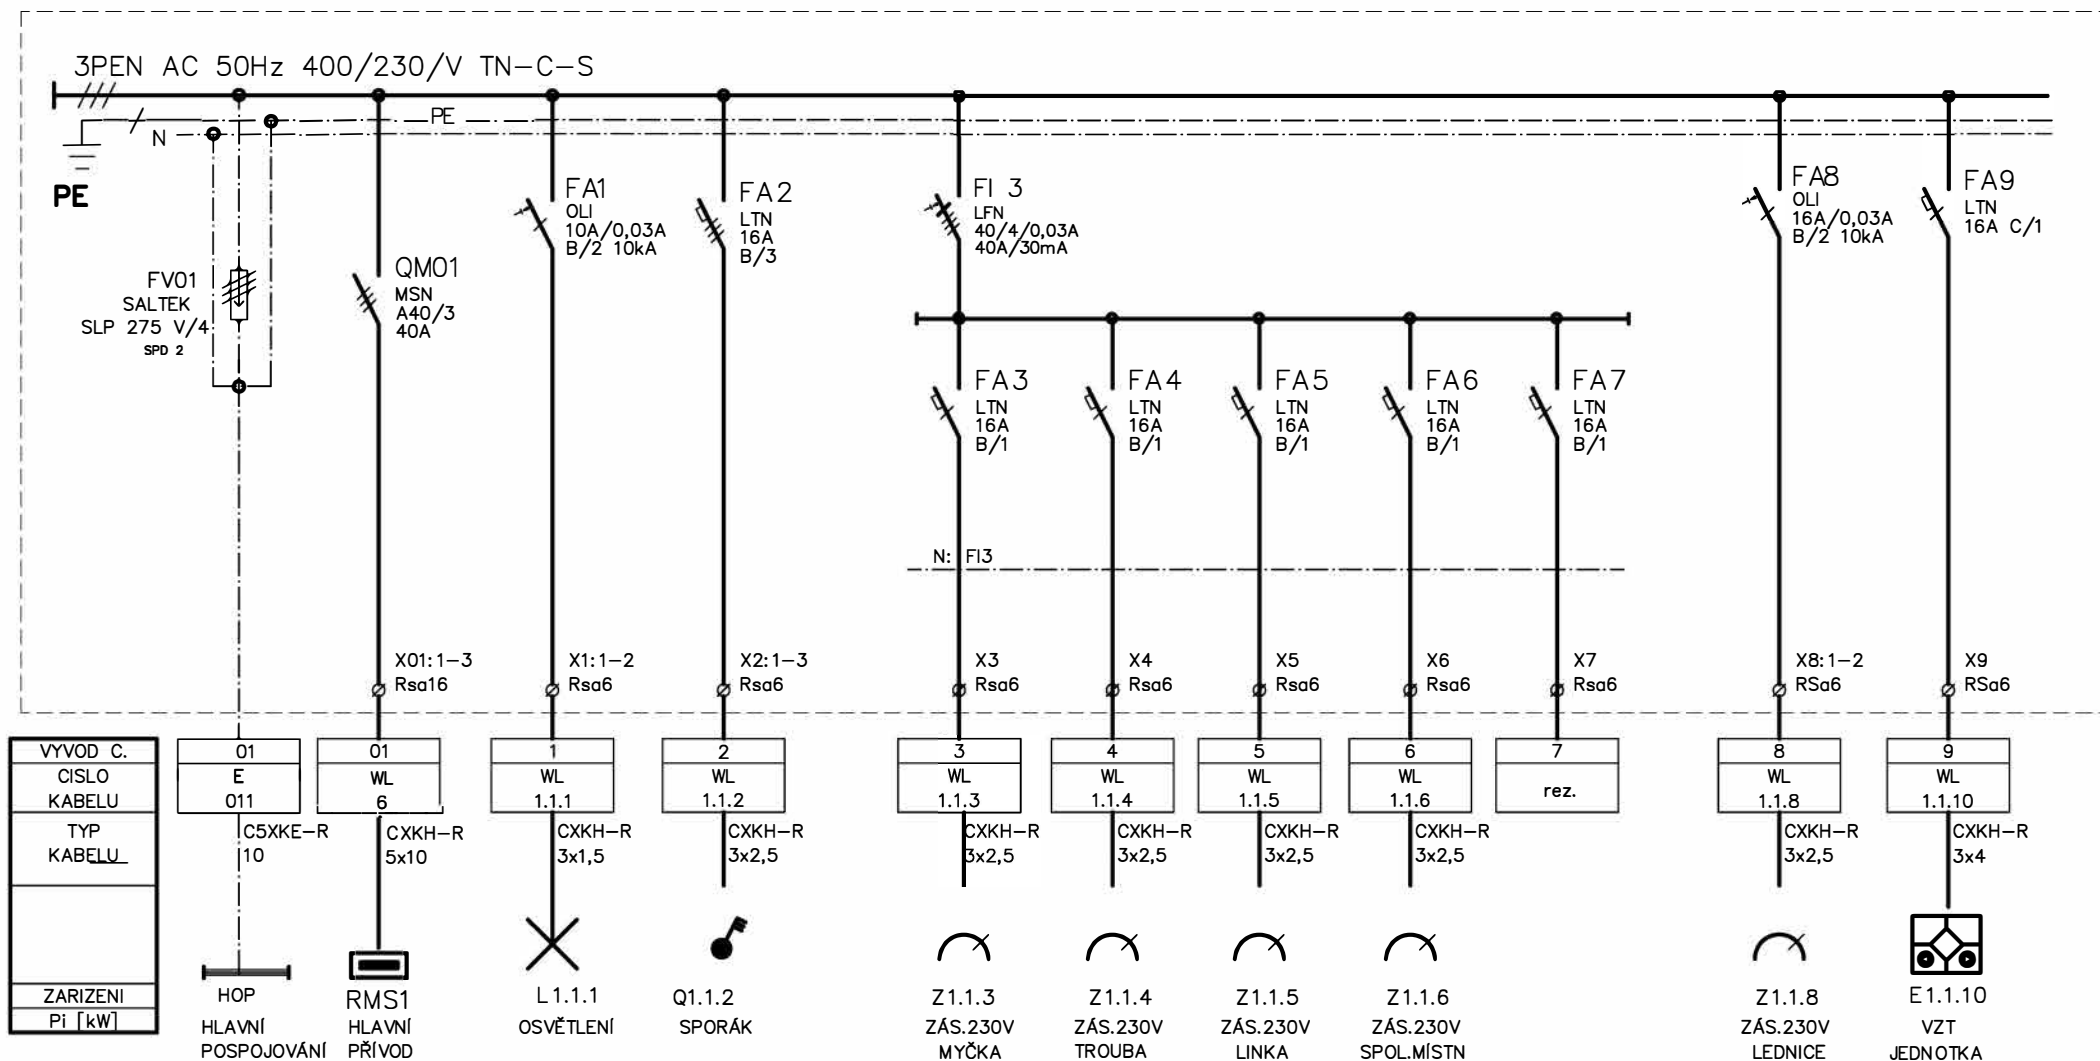 3PEN AC 50Hz 400/230/V TN-C-S
PE
N
PE
FV01
SALTEK
SLP 275 V/4
SPD 2
QM01
MSN
A40/3
40A
FA1
OLI
10A/0,03A
B/2 10kA
FA2
LTN
16A
B/3
FI 3
LFN
40/4/0,03A
40A/30mA
FA8
OLI
16A/0,03A
B/2 10kA
FA9
LTN
16A C/1
FA3
LTN
16A
B/1
FA4
LTN
16A
B/1
FA5
LTN
16A
B/1
FA6
LTN
16A
B/1
FA7
LTN
16A
B/1
N: FI3
X01:1-3
Rsa16
X1:1-2
Rsa6
X2:1-3
Rsa6
X3
Rsa6
X4
Rsa6
X5
Rsa6
X6
Rsa6
X7
Rsa6
X8:1-2
RSa6
X9
RSa6
VYVOD C. 01 01 1 2 3 4 5 6 7 8 9
CISLO E WL WL WL WL WL WL WL WL WL
KABELU 011 6 1.1.1 1.1.2 1.1.3 1.1.4 1.1.5 1.1.6 rez. 1.1.8 1.1.10
TYP C5XKE-R CXKH-R CXKH-R CXKH-R CXKH-R CXKH-R CXKH-R CXKH-R CXKH-R CXKH-R
KABELU 10 5x10 3x1,5 3x2,5 3x2,5 3x2,5 3x2,5 3x2,5 3x2,5 3x4
ZARIZENI HOP RMS1 L1.1.1 Q1.1.2 Z1.1.3 Z1.1.4 Z1.1.5 Z1.1.6 Z1.1.8 E1.1.10
Pi [kW]
HLAVNÍ
POSPOJOVÁNÍ
HLAVNÍ
PŘÍVOD
OSVĚTLENÍ
SPORÁK
ZÁS.230V
MYČKA
ZÁS.230V
TROUBA
ZÁS.230V
LINKA
ZÁS.230V
SPOL.MÍSTN
ZÁS.230V
LEDNICE
VZT
JEDNOTKA